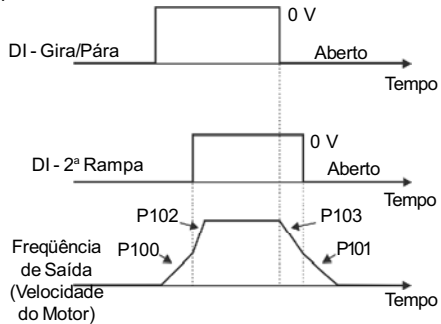 0 V
DI - Gira/Pára
Aberto
Tempo
0 V
DI - 2ª Rampa
Aberto
Tempo
P102
P103
Freqüência
de Saída
(Velocidade
do Motor)
P100
P101
Tempo